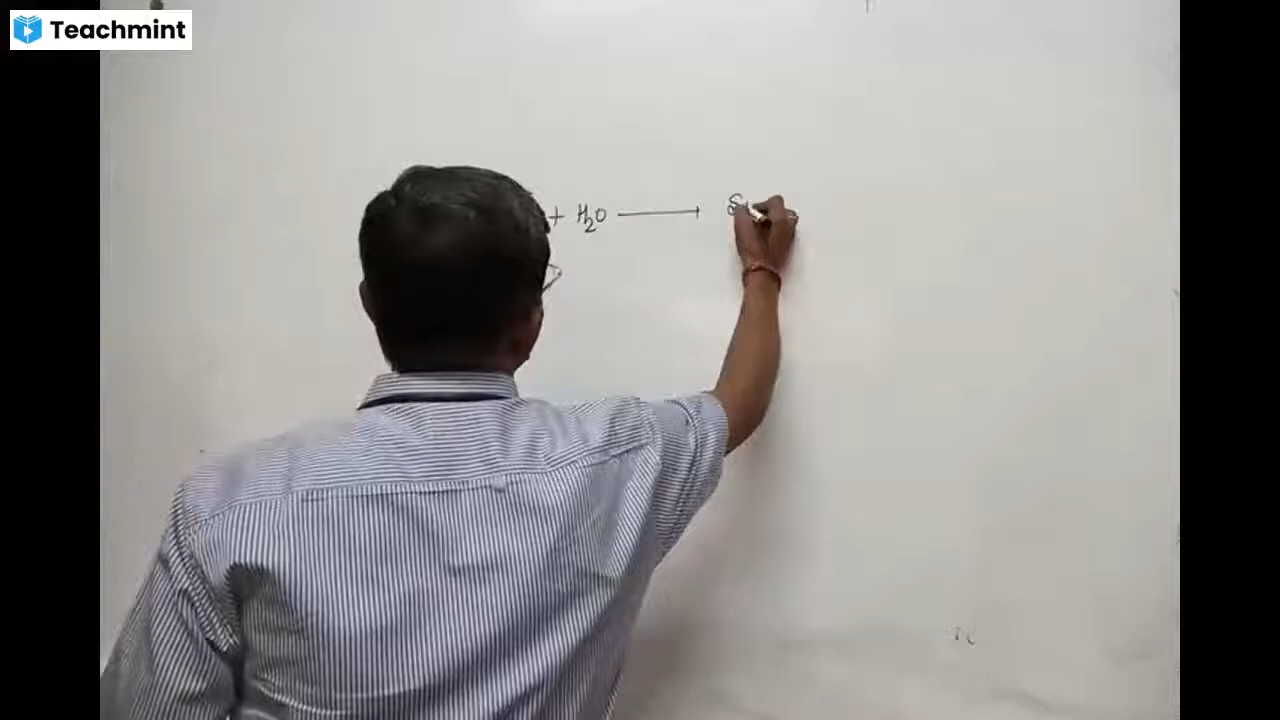 Teachmint
+ H₂O ⟶